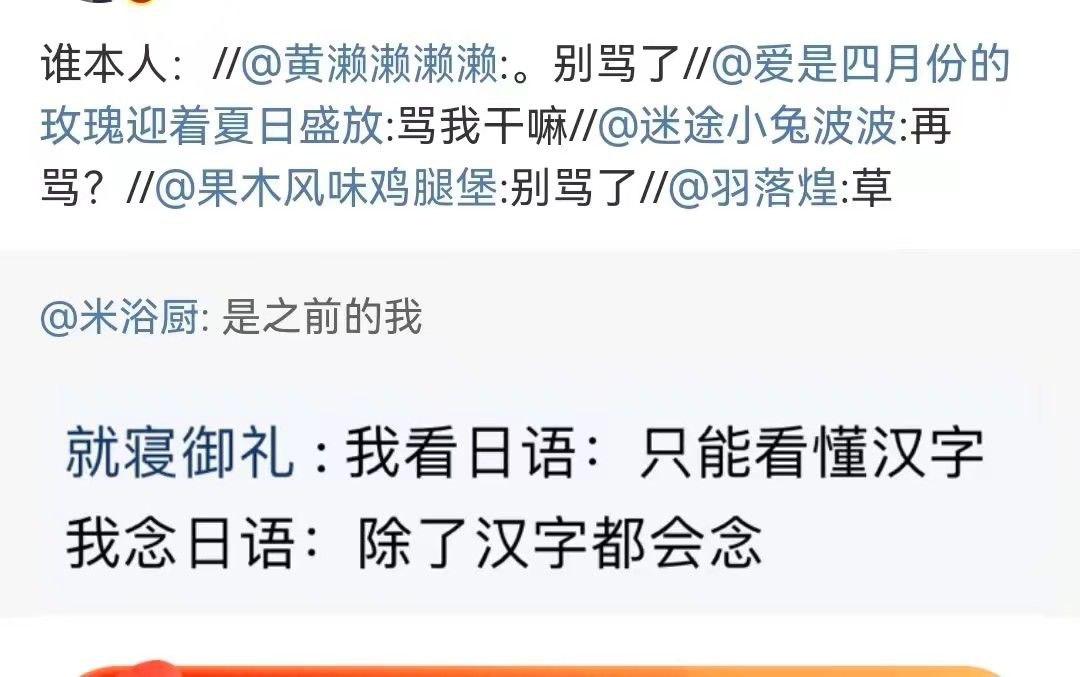 谁本人：//@黄濑濑濑濑:。别骂了//@爱是四月份的
玫瑰迎着夏日盛放:骂我干嘛//@迷途小兔波波:再
骂？//@果木风味鸡腿堡:别骂了//@羽落煌:草
@米浴厨: 是之前的我
就寝御礼 : 我看日语：只能看懂汉字
我念日语：除了汉字都会念